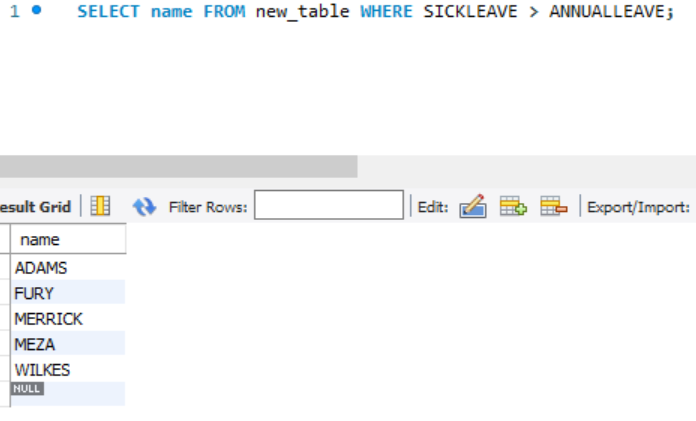 1 SELECT name FROM new_table WHERE SICKLEAVE > ANNUALLEAVE;
esult Grid Filter Rows: Edit: Export/Import:
name
ADAMS
FURY
MERRICK
MEZA
WILKES
NULL